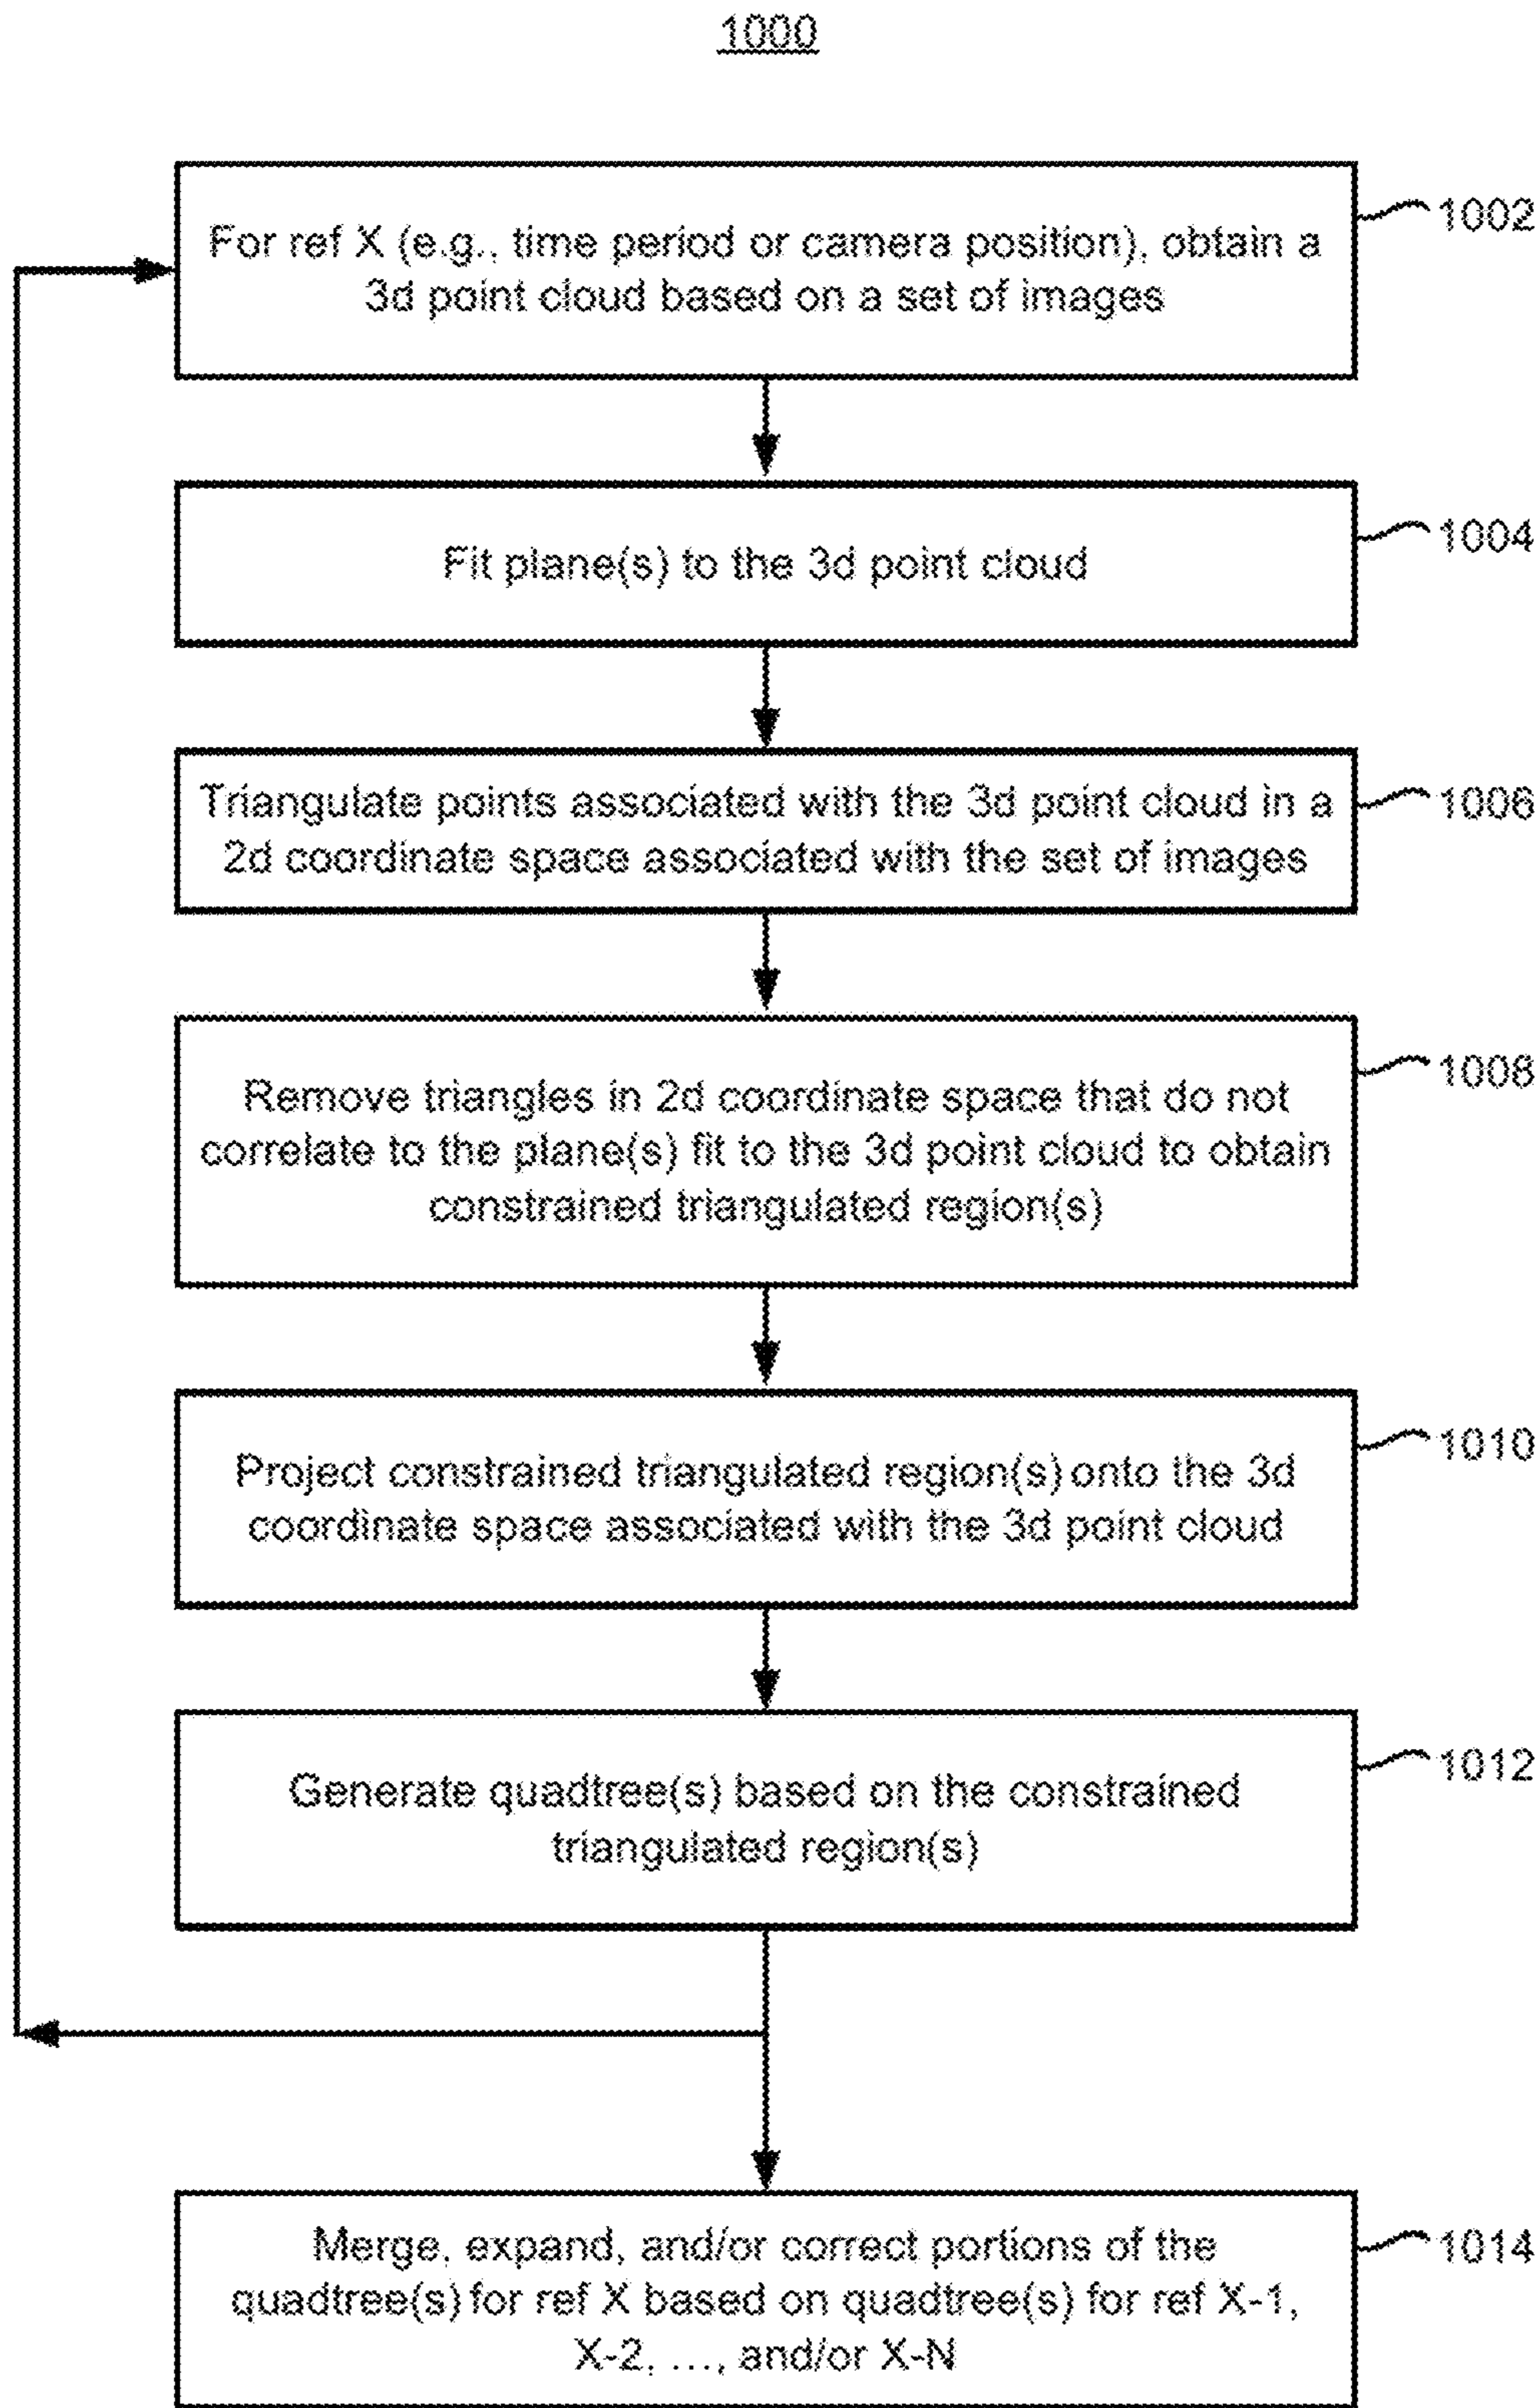 1000
For ref X (e.g., time period or camera position), obtain a
3d point cloud based on a set of images
1002
Fit plane(s) to the 3d point cloud
1004
Triangulate points associated with the 3d point cloud in a
2d coordinate space associated with the set of images
1006
Remove triangles in 2d coordinate space that do not
correlate to the plane(s) fit to the 3d point cloud to obtain
constrained triangulated region(s)
1008
Project constrained triangulated region(s) onto the 3d
coordinate space associated with the 3d point cloud
1010
Generate quadtree(s) based on the constrained
triangulated region(s)
1012
Merge, expand, and/or correct portions of the
quadtree(s) for ref X based on quadtree(s) for ref X-1,
X-2, …, and/or X-N
1014